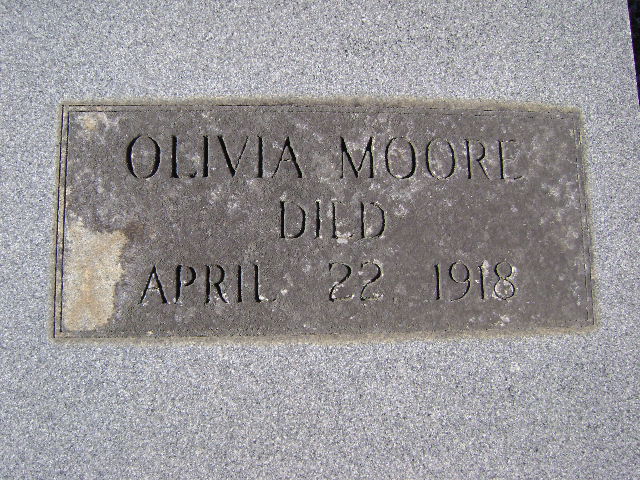 OLIVIA MOORE
DIED
APRIL 22 1918